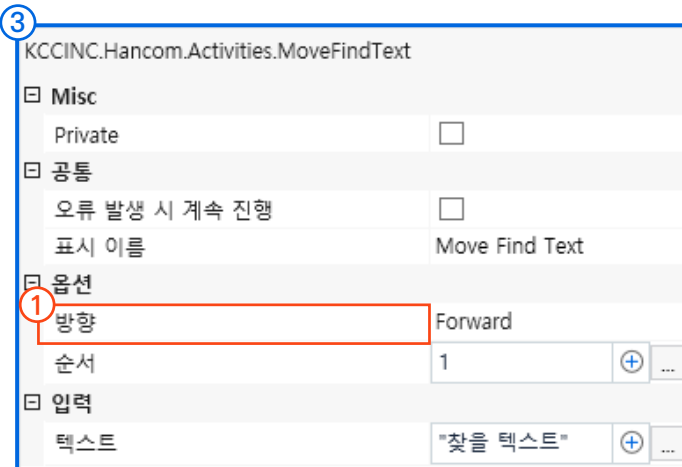 ③
KCCINC.Hancom.Activities.MoveFindText
Misc
Private
공통
오류 발생 시 계속 진행
표시 이름 Move Find Text
옵션
①
방향 Forward
순서 1 ...
입력
텍스트 "찾을 텍스트" ...